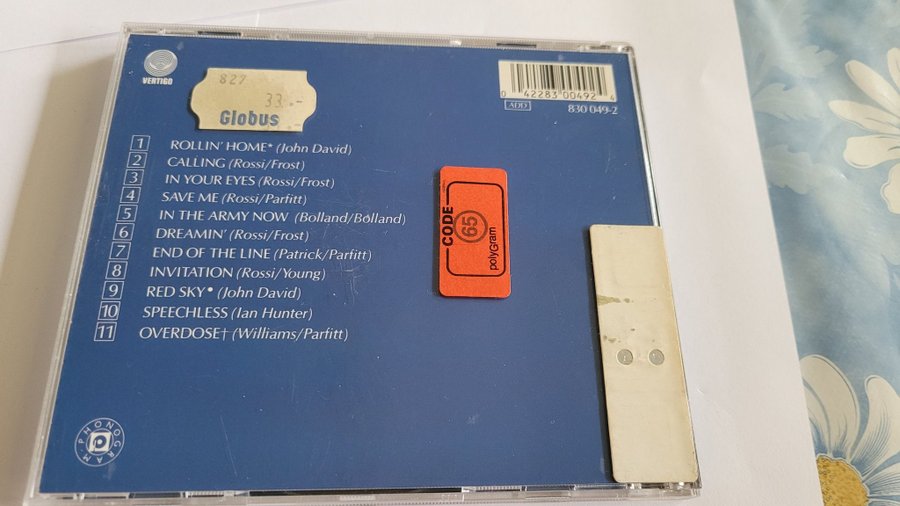 VERTIGO
827
33.-
Globus
0 42283 00492 4
ADD
830 049-2
1 ROLLIN' HOME* (John David)
2 CALLING (Rossi/Frost)
3 IN YOUR EYES (Rossi/Frost)
4 SAVE ME (Rossi/Parfitt)
5 IN THE ARMY NOW (Bolland/Bolland)
6 DREAMIN' (Rossi/Frost)
7 END OF THE LINE (Patrick/Parfitt)
8 INVITATION (Rossi/Young)
9 RED SKY* (John David)
10 SPEECHLESS (Ian Hunter)
11 OVERDOSE† (Williams/Parfitt)
CODE
65
polyGram
PHONOGRAM